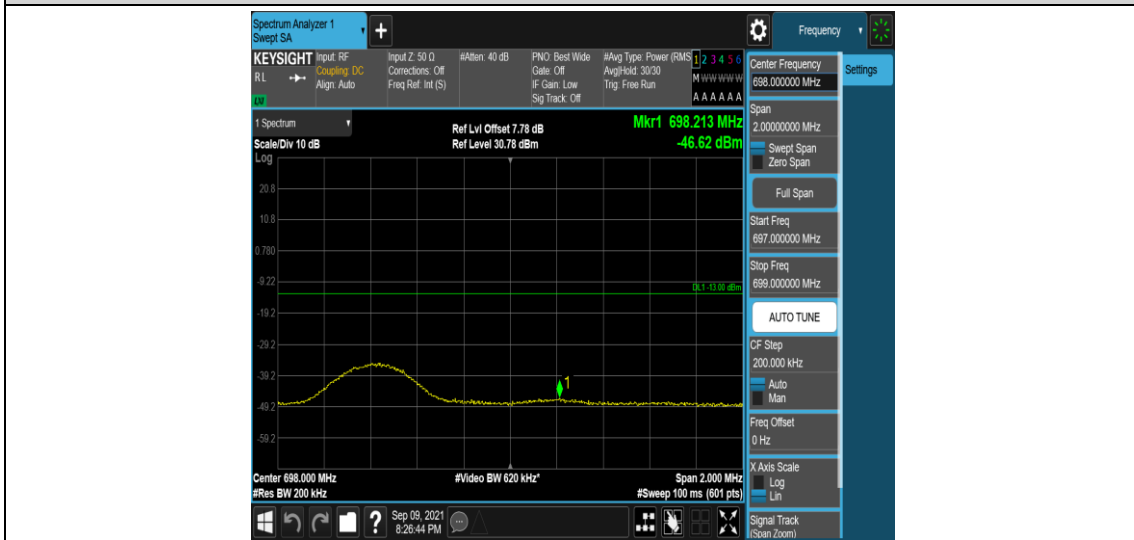 Spectrum Analyzer 1
Swept SA
+
Frequency
KEYSIGHT
RL
LXI
Input: RF
Coupling: DC
Align: Auto
Input Z: 50 Ω
Corrections: Off
Freq Ref: Int (S)
#Atten: 40 dB
PNO: Best Wide
Gate: Off
IF Gain: Low
Sig Track: Off
#Avg Type: Power (RMS
Avg|Hold: 30/30
Trig: Free Run
1 2 3 4 5 6
M W W W W W
A A A A A A
1 Spectrum
Scale/Div 10 dB
Log
Ref Lvl Offset 7.78 dB
Ref Level 30.78 dBm
Mkr1 698.213 MHz
-46.62 dBm
20.8
10.8
0.780
-9.22
DL1 -13.00 dBm
-19.2
-29.2
-39.2
1
-49.2
-59.2
Center 698.000 MHz
#Res BW 200 kHz
#Video BW 620 kHz*
Span 2.000 MHz
#Sweep 100 ms (601 pts)
Center Frequency
698.000000 MHz
Settings
Span
2.00000000 MHz
Swept Span
Zero Span
Full Span
Start Freq
697.000000 MHz
Stop Freq
699.000000 MHz
AUTO TUNE
CF Step
200.000 kHz
Auto
Man
Freq Offset
0 Hz
X Axis Scale
Log
Lin
Signal Track
(Span Zoom)
?
Sep 09, 2021
8:26:44 PM